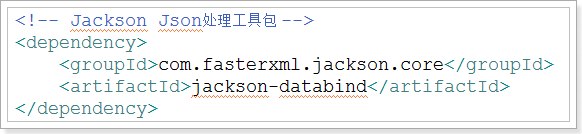 <!-- Jackson Json处理工具包 -->
<dependency>
    <groupId>com.fasterxml.jackson.core</groupId>
    <artifactId>jackson-databind</artifactId>
</dependency>